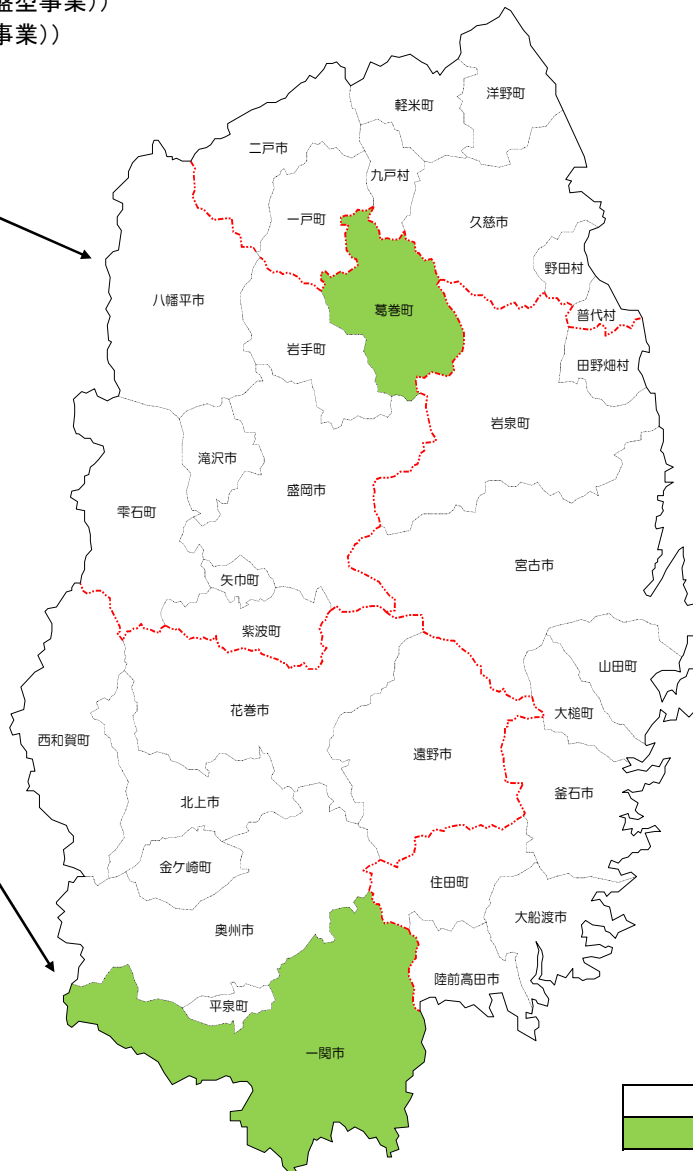 盤型事業))
事業))
洋野町
軽米町
二戸市
九戸村
一戸町
久慈市
野田村
八幡平市
葛巻町
普代村
岩手町
田野畑村
岩泉町
滝沢市
盛岡市
雫石町
宮古市
矢巾町
紫波町
山田町
花巻市
大槌町
西和賀町
遠野市
釜石市
北上市
金ケ崎町
住田町
大船渡市
奥州市
陸前高田市
平泉町
一関市